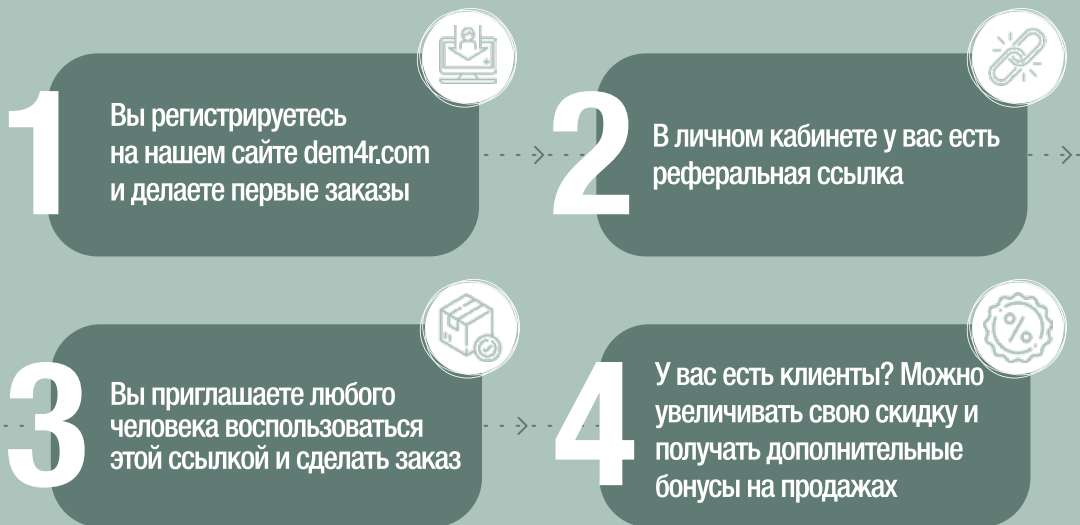 1
Вы регистрируетесь
на нашем сайте dem4r.com
и делаете первые заказы
2
В личном кабинете у вас есть
реферальная ссылка
3
Вы приглашаете любого
человека воспользоваться
этой ссылкой и сделать заказ
4
У вас есть клиенты? Можно
увеличивать свою скидку и
получать дополнительные
бонусы на продажах